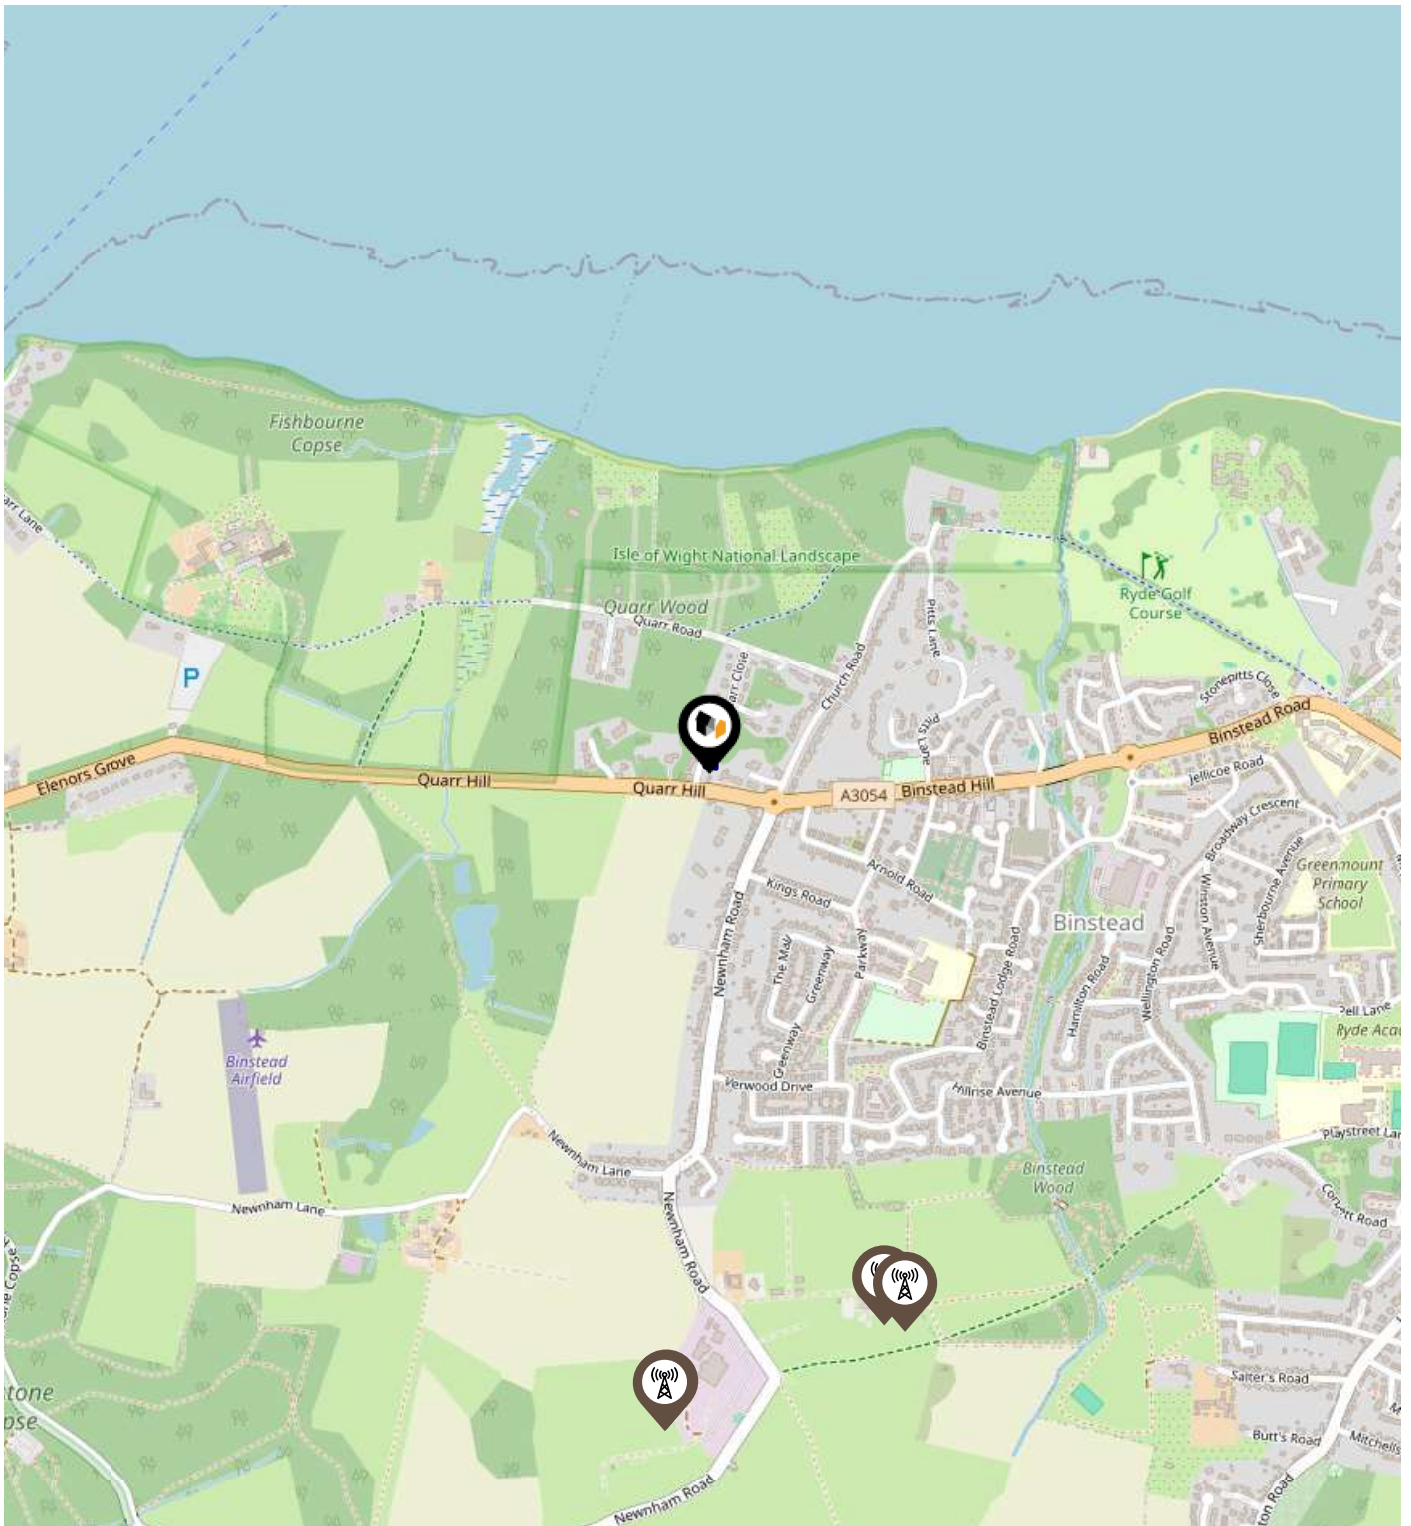 Fishbourne
Copse
Isle of Wight National Landscape
Quarr Wood
Quarr Road
Church Road
Pitts Lane
Ryde Golf
Course
P
Stonepitts Close
Binstead Road
Pitts Lane
Elenors Grove
Quarr Hill
Quarr Hill
A3054
Binstead Hill
Jellicoe Road
Broadway Crescent
Sherbourne Avenue
Winston Avenue
Greenmount
Primary
School
Arnold Road
Kings Road
Binstead
Newnham Road
The Mall
Greenway
Parkway
Binstead Lodge Road
Hamilton Road
Wellington Road
Pell Lane
Greenway
Binstead
Airfield
Verwood Drive
Hillrise Avenue
Newnham Lane
Binstead
Wood
Newnham Lane
Newnham Road
Salter's Road
Butt's Road
Newnham Road